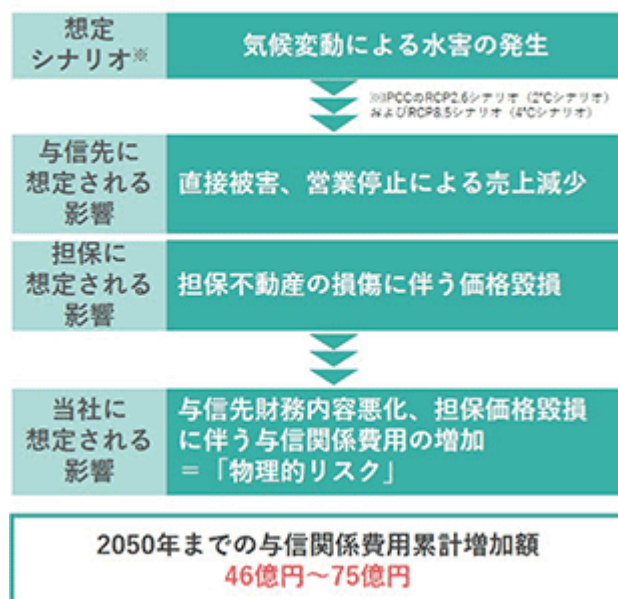 想定
シナリオ※
気候変動による水害の発生
※IPCCのRCP2.6シナリオ（2℃シナリオ）
およびRCP8.5シナリオ（4℃シナリオ）
与信先に
想定される
影響
直接被害、営業停止による売上減少
担保に
想定される
影響
担保不動産の損傷に伴う価格毀損
当社に
想定される
影響
与信先財務内容悪化、担保価格毀損
に伴う与信関係費用の増加
＝「物理的リスク」
2050年までの与信関係費用累計増加額
46億円～75億円